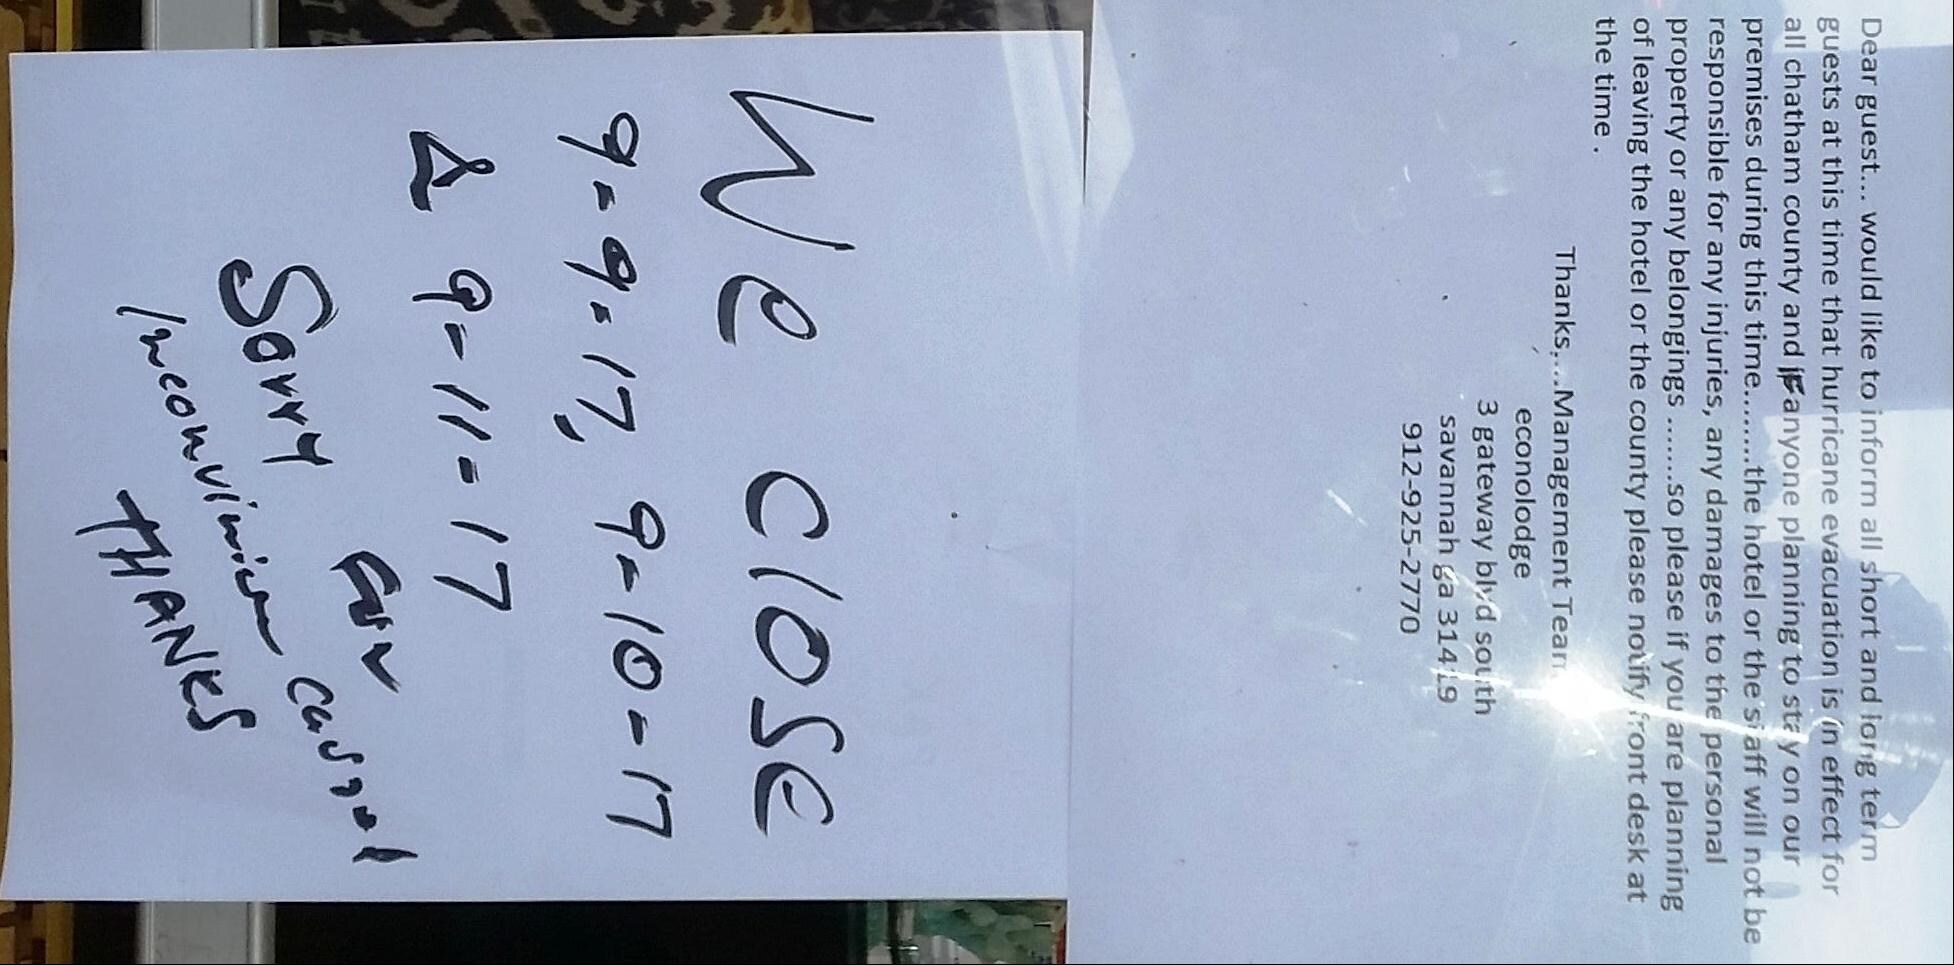 Dear guest... would like to inform all short and long term
guests at this time that hurricane evacuation is in effect for
all chatham county and if anyone planning to stay on our
premises during this time.........the hotel or the staff will not be
responsible for any injuries, any damages to the personal
property or any belongings ........so please if you are planning
of leaving the hotel or the county please notify front desk at
the time .
Thanks....Management Team
econolodge
3 gateway blvd south
savannah ga 31419
912-925-2770
We close
9-9-17, 9-10-17
& 9-11-17
Sorry for
THANKS